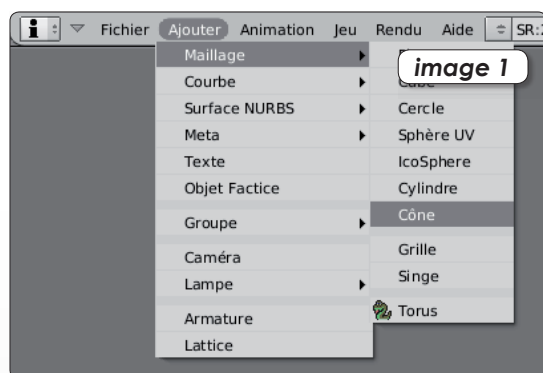 Fichier Ajouter Animation Jeu Rendu Aide SR:
Maillage
Courbe
Surface NURBS
Meta
Texte
Objet Factice
Groupe
Caméra
Lampe
Armature
Lattice
image 1
Cube
Cercle
Sphère UV
IcoSphere
Cylindre
Cône
Grille
Singe
Torus